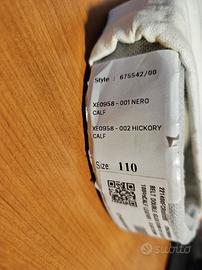 Style : 675542/00
XE0958 - 001 NERO
CALF
XE0958 - 002 HICKORY
CALF
Size: 110
subito